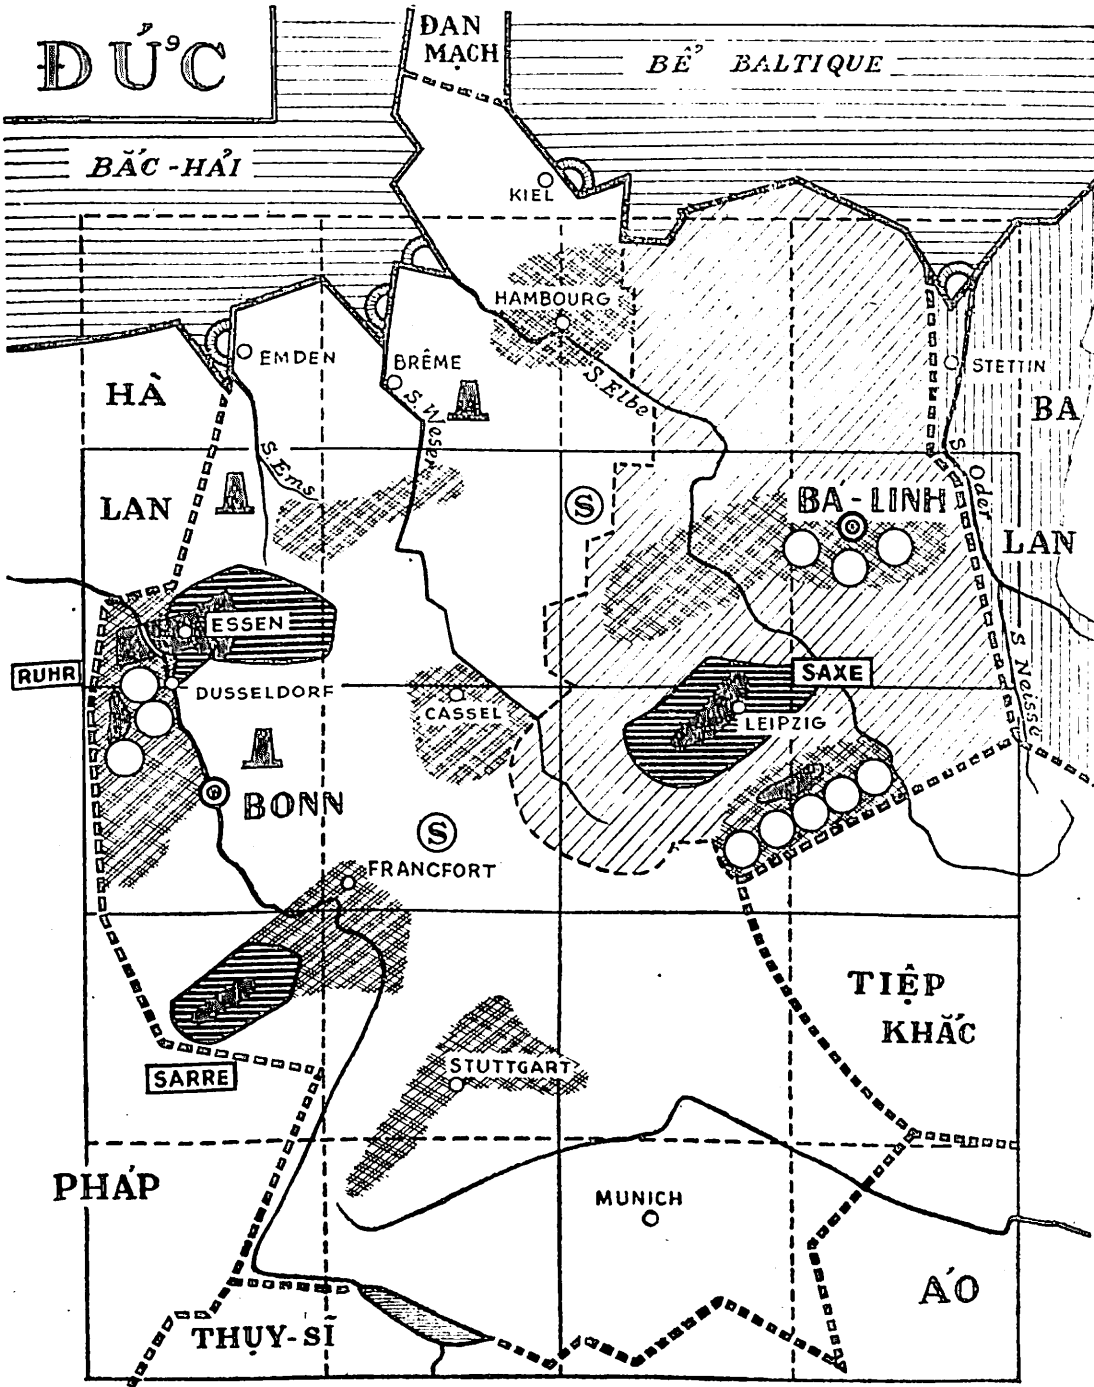 ĐỨC
ĐAN
MẠCH
BỂ BALTIQUE
BẮC-HẢI
KIEL
HAMBOURG
EMDEN
BRÊME
S. Elbe
STETTIN
HÀ
BA
S. Weser
S. Ems
S. Oder
LAN
S
BA-LINH
LAN
ESSEN
S. Neisse
RUHR
SAXE
DUSSELDORF
CASSEL
LEIPZIG
BONN
S
FRANCFORT
TIỆP
KHẮC
SARRE
STUTTGART
PHÁP
MUNICH
ÁO
THỤY-SĨ